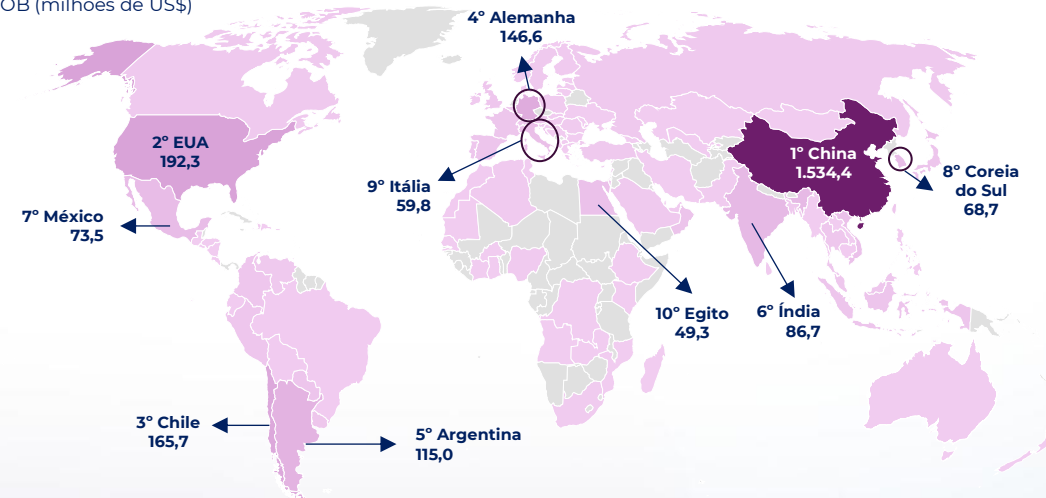 OB (milhões de US$)
4º Alemanha
146,6
2º EUA
192,3
1º China
1.534,4
9º Itália
59,8
8º Coreia
do Sul
68,7
7º México
73,5
10º Egito
49,3
6º Índia
86,7
3º Chile
165,7
5º Argentina
115,0